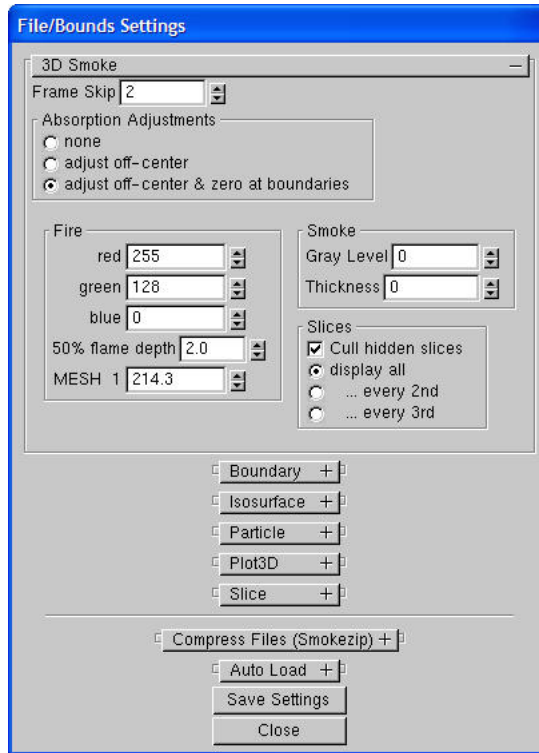 File/Bounds Settings
3D Smoke
Frame Skip 2
Absorption Adjustments
none
adjust off-center
adjust off-center & zero at boundaries
Fire
red 255
green 128
blue 0
50% flame depth 2.0
MESH 1 214.3
Smoke
Gray Level 0
Thickness 0
Slices
Cull hidden slices
display all
... every 2nd
... every 3rd
Boundary +
Isosurface +
Particle +
Plot3D +
Slice +
Compress Files (Smokezip) +
Auto Load +
Save Settings
Close